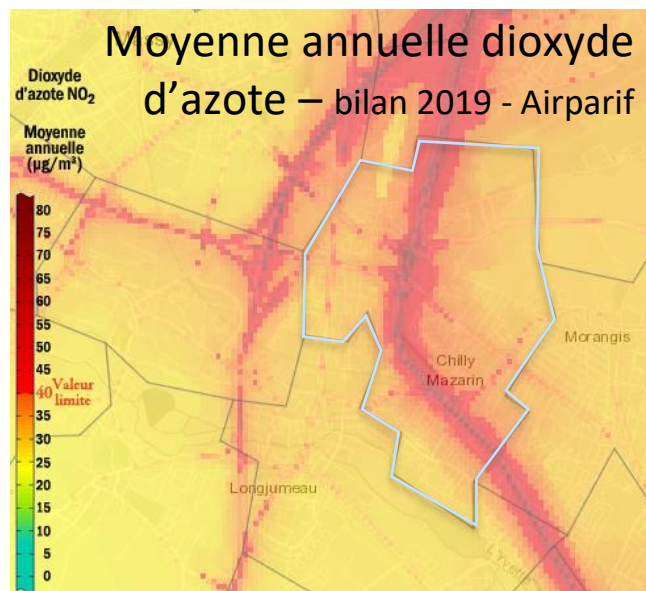 Moyenne annuelle dioxyde
d'azote – bilan 2019 - Airparif
Dioxyde
d'azote NO₂
Moyenne
annuelle
(µg/m³)
80
75
70
65
60
55
50
45
40 Valeur
limite
35
30
25
20
15
10
5
0
Morangis
Chilly
Mazarin
Longjumeau
L'Yvette